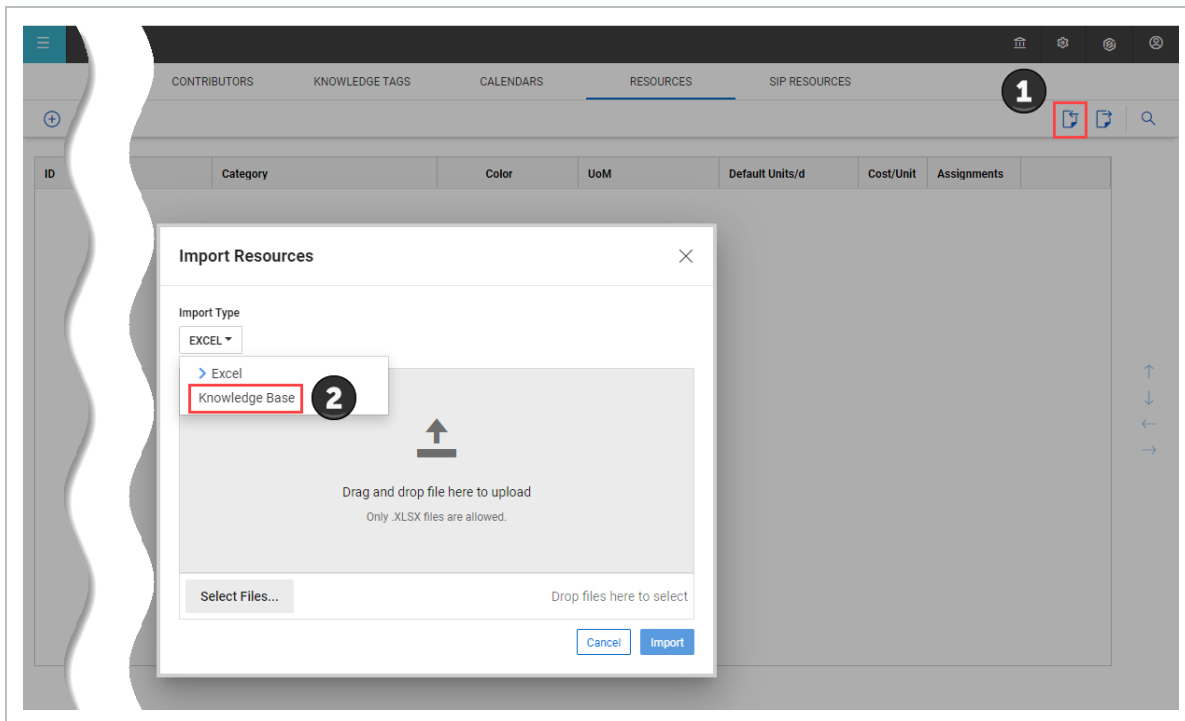 CONTRIBUTORS KNOWLEDGE TAGS CALENDARS RESOURCES SIP RESOURCES
1
ID Category Color UoM Default Units/d Cost/Unit Assignments
Import Resources
Import Type
EXCEL
Excel
Knowledge Base 2
Drag and drop file here to upload
Only .XLSX files are allowed.
Select Files... Drop files here to select
Cancel Import